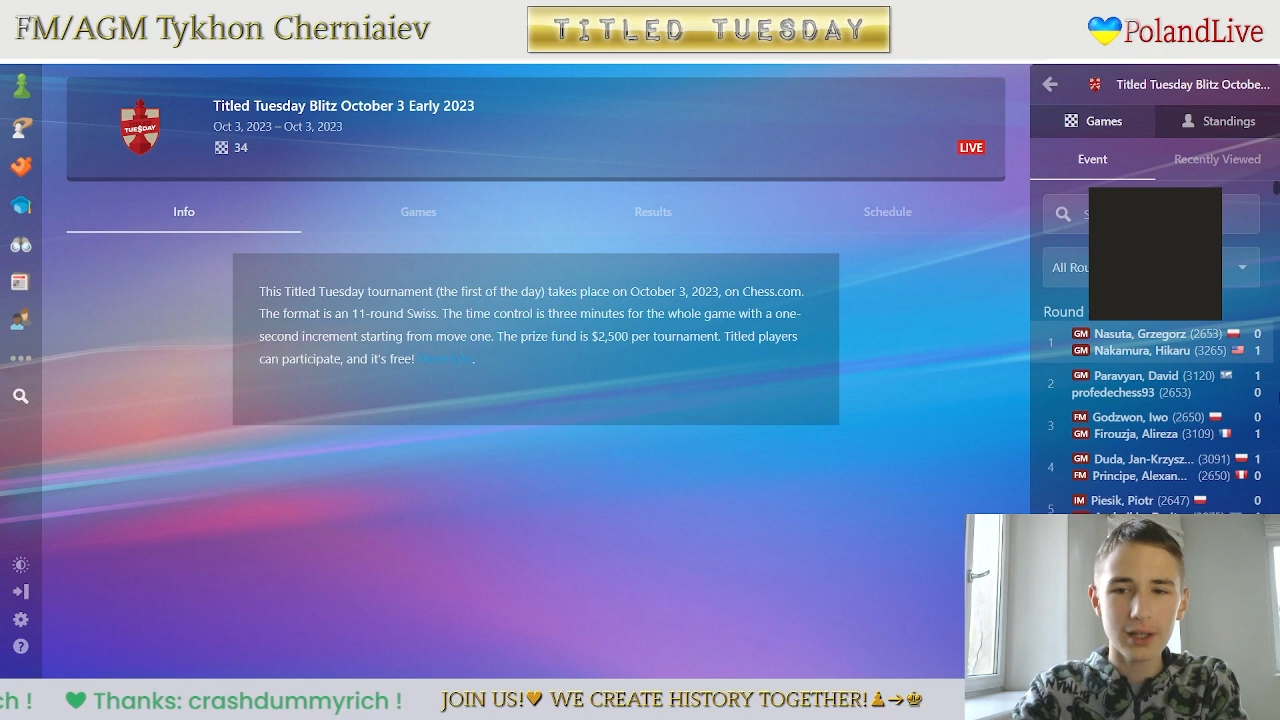 FM/AGM Tykhon Cherniaiev
TITLED TUESDAY
PolandLive
TUESDAY
Titled Tuesday Blitz October 3 Early 2023
Oct 3, 2023 – Oct 3, 2023
34
LIVE
Info
Games
Results
Schedule
This Titled Tuesday tournament (the first of the day) takes place on October 3, 2023, on Chess.com.
The format is an 11-round Swiss. The time control is three minutes for the whole game with a one-
second increment starting from move one. The prize fund is $2,500 per tournament. Titled players
can participate, and it's free!
Titled Tuesday Blitz Octobe...
Games
Standings
Event
Recently Viewed
S
All Rou
Round
1
GM Nasuta, Grzegorz (2653) 0
GM Nakamura, Hikaru (3265) 1
2
GM Paravyan, David (3120) 1
profedechess93 (2653) 0
3
FM Godzwon, Iwo (2650) 0
GM Firouzja, Alireza (3109) 1
4
GM Duda, Jan-Krzysz... (3091) 1
FM Principe, Alexan... (2650) 0
5
IM Piesik, Piotr (2647) 0
ch !
Thanks: crashdummyrich !
JOIN US!🧡 WE CREATE HISTORY TOGETHER!♟➔♚